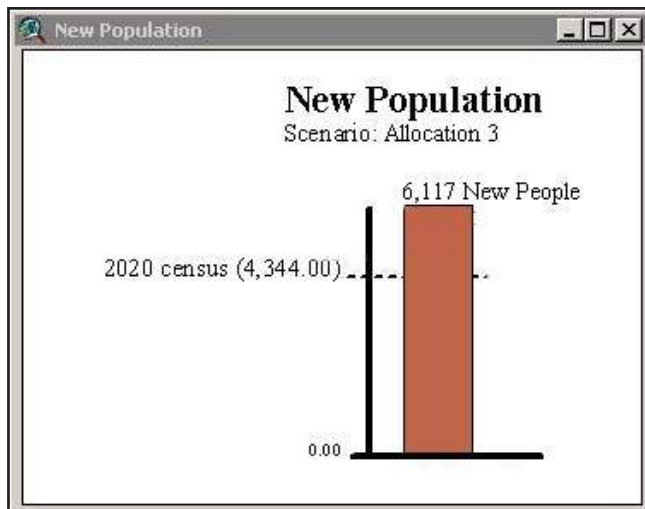 New Population
New Population
Scenario: Allocation 3
6,117 New People
2020 census (4,344.00)
0.00